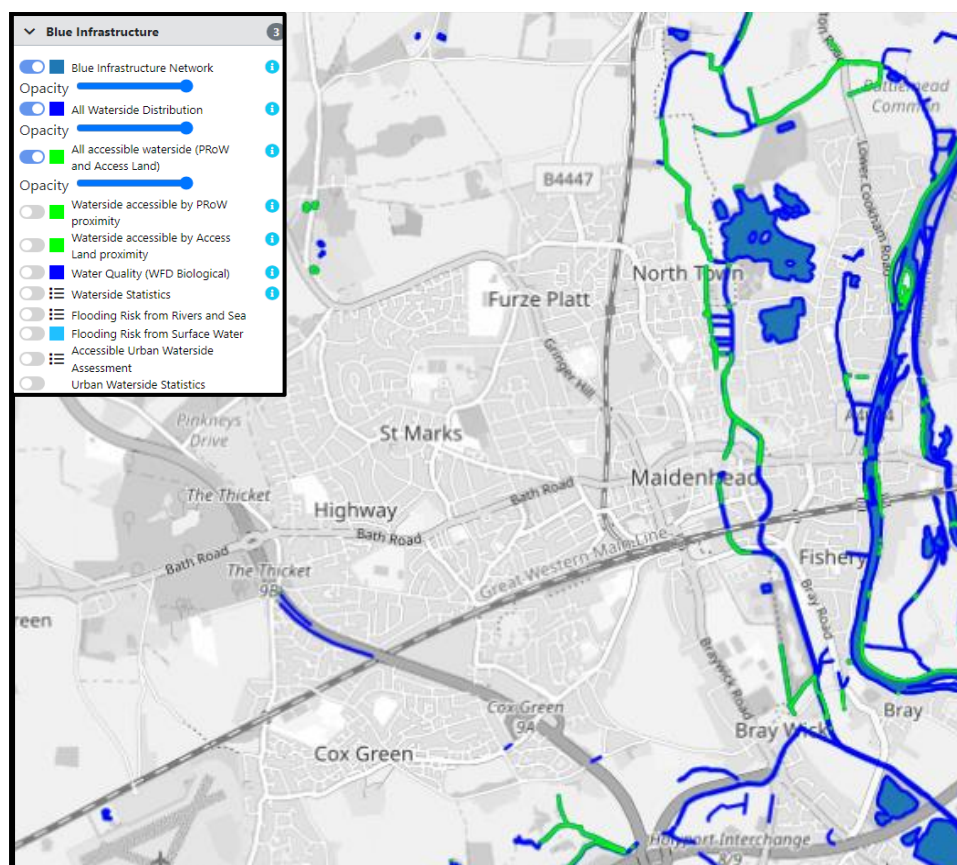 Blue Infrastructure 3
Blue Infrastructure Network
Opacity
All Waterside Distribution
Opacity
All accessible waterside (PRoW
and Access Land)
Opacity
Waterside accessible by PRoW
proximity
Waterside accessible by Access
Land proximity
Water Quality (WFD Biological)
Waterside Statistics
Flooding Risk from Rivers and Sea
Flooding Risk from Surface Water
Accessible Urban Waterside
Assessment
Urban Waterside Statistics
Road
Battlemead
Common
B4447
Lower Cookham Road
North Town
Furze Platt
Gringer Hill
Pinkneys
Drive
St Marks
Maidenhead
The Thicket
Highway
Bath Road
Bath Road
Bath Road
Great Western Main Line
Fishery
The Thicket
9B
reen
Bray Road
Braywick Road
Cox Green
9A
Bray
Bray Wick
Cox Green
Holyport Interchange
8/9